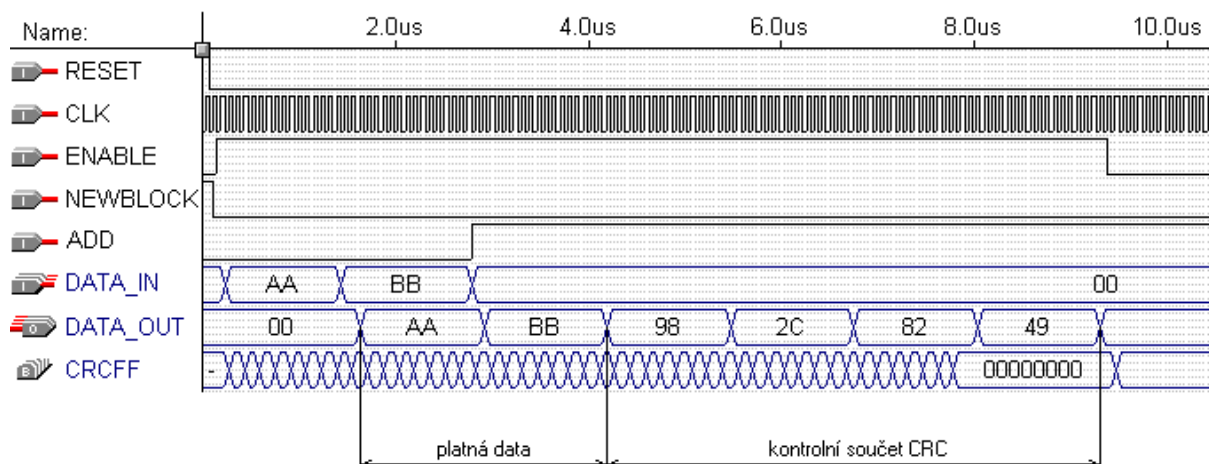 Name: 2.0us 4.0us 6.0us 8.0us 10.0us
RESET
CLK
ENABLE
NEWBLOCK
ADD
DATA_IN AA BB 00
DATA_OUT 00 AA BB 98 2C 82 49
CRCFF - 00000000
platná data kontrolní součet CRC